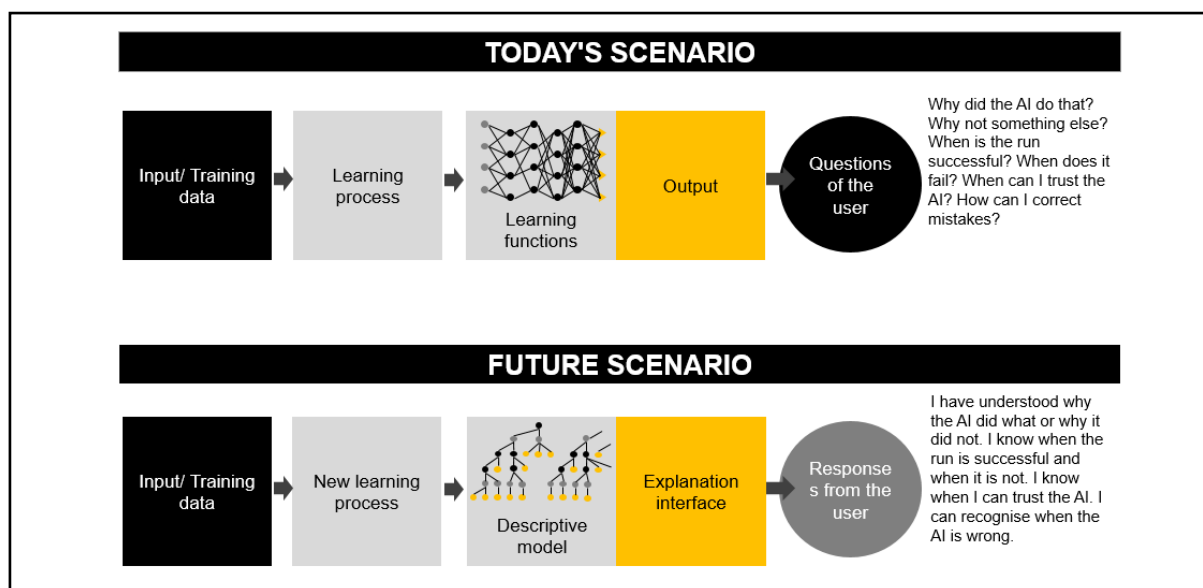 TODAY'S SCENARIO
Input/ Training
data
Learning
process
Learning
functions
Output
Questions
of the
user
Why did the AI do that?
Why not something else?
When is the run
successful? When does it
fail? When can I trust the
AI? How can I correct
mistakes?
FUTURE SCENARIO
Input/ Training
data
New learning
process
Descriptive
model
Explanation
interface
Response
s from the
user
I have understood why
the AI did what or why it
did not. I know when the
run is successful and
when it is not. I know
when I can trust the AI. I
can recognise when the
AI is wrong.